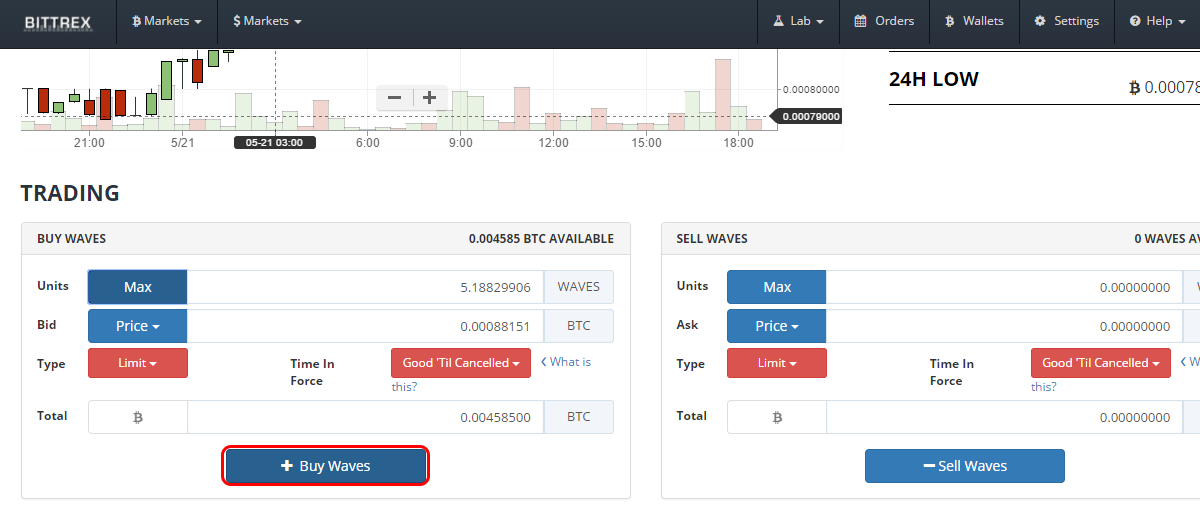 BITTREX
₿ Markets
$ Markets
Lab
Orders
₿ Wallets
Settings
Help
0.00080000
0.00079000
21:00
5/21
05-21 03:00
6:00
9:00
12:00
15:00
18:00
24H LOW
₿ 0.00078
TRADING
BUY WAVES
0.004585 BTC AVAILABLE
Units
Max
5.18829906
WAVES
Bid
Price
0.00088151
BTC
Type
Limit
Time In
Force
Good 'Til Cancelled
What is
this?
Total
₿
0.00458500
BTC
+ Buy Waves
SELL WAVES
0 WAVES AV
Units
Max
0.00000000
Ask
Price
0.00000000
Type
Limit
Time In
Force
Good 'Til Cancelled
this?
Total
₿
0.00000000
− Sell Waves